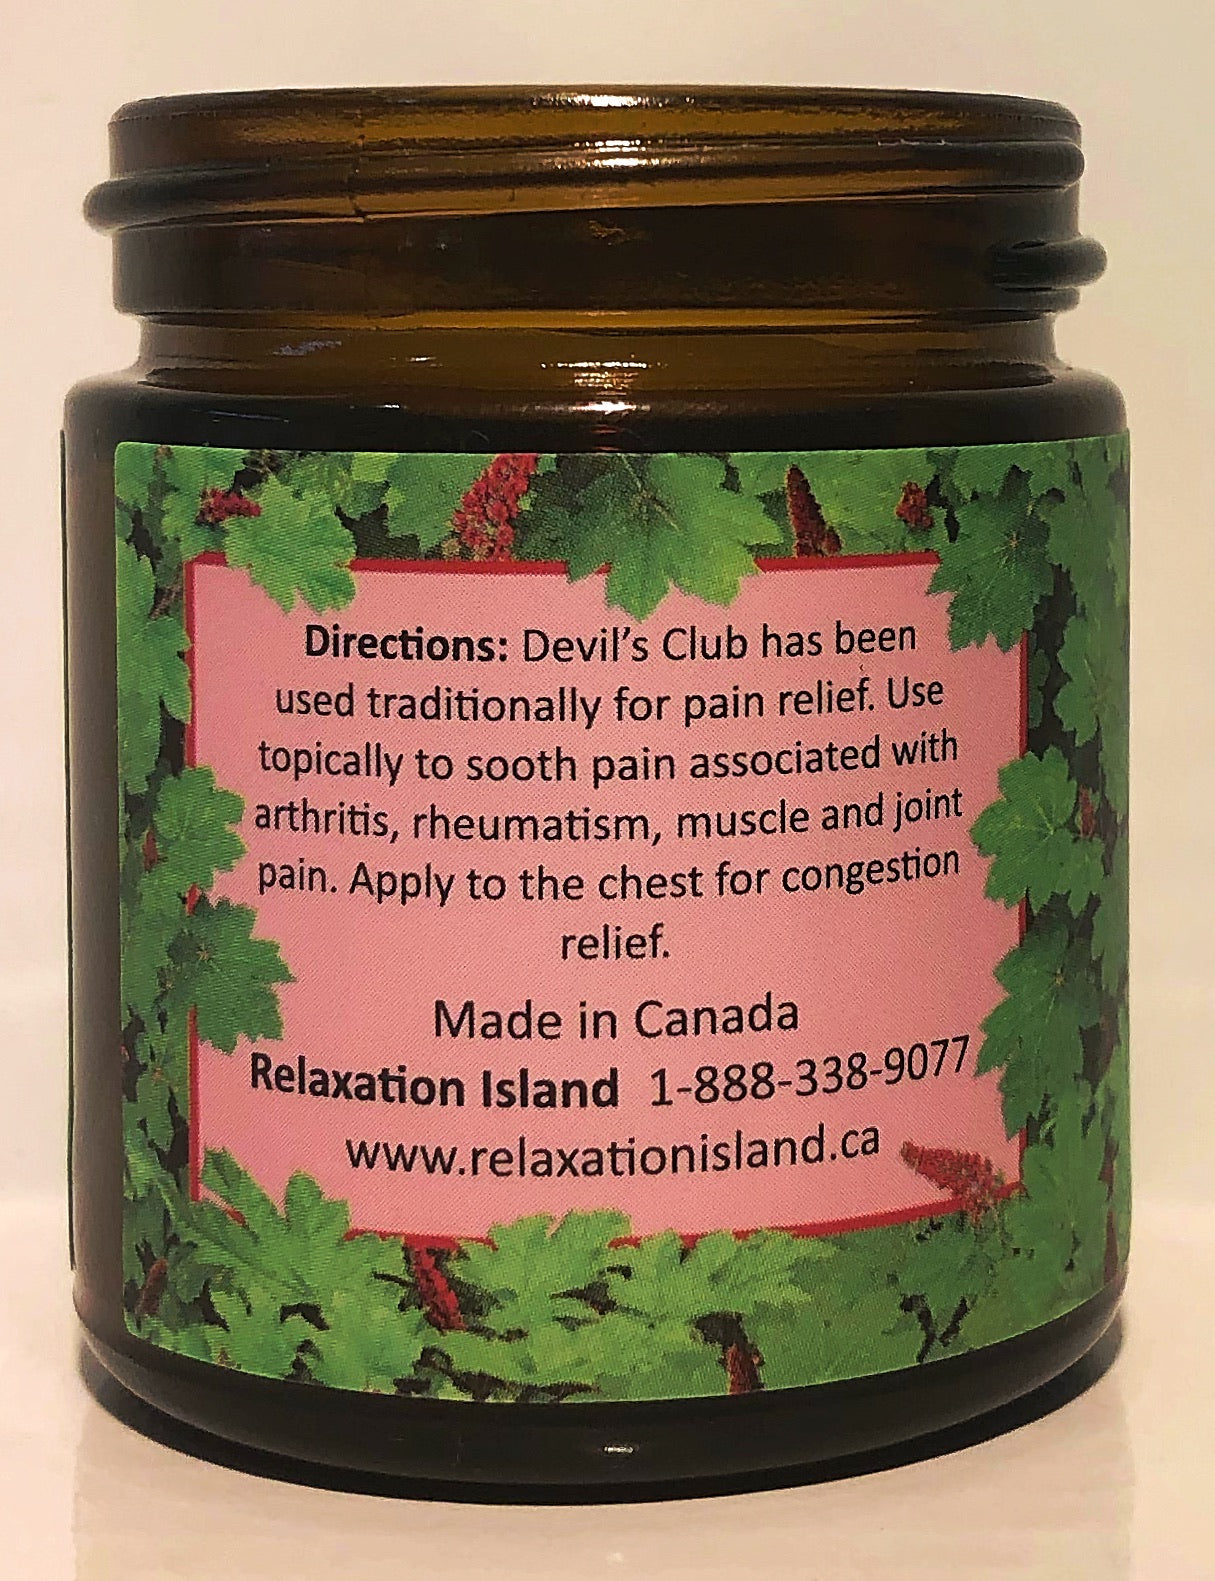 Directions: Devil's Club has been
used traditionally for pain relief. Use
topically to sooth pain associated with
arthritis, rheumatism, muscle and joint
pain. Apply to the chest for congestion
relief.
Made in Canada
Relaxation Island 1-888-338-9077
www.relaxationisland.ca